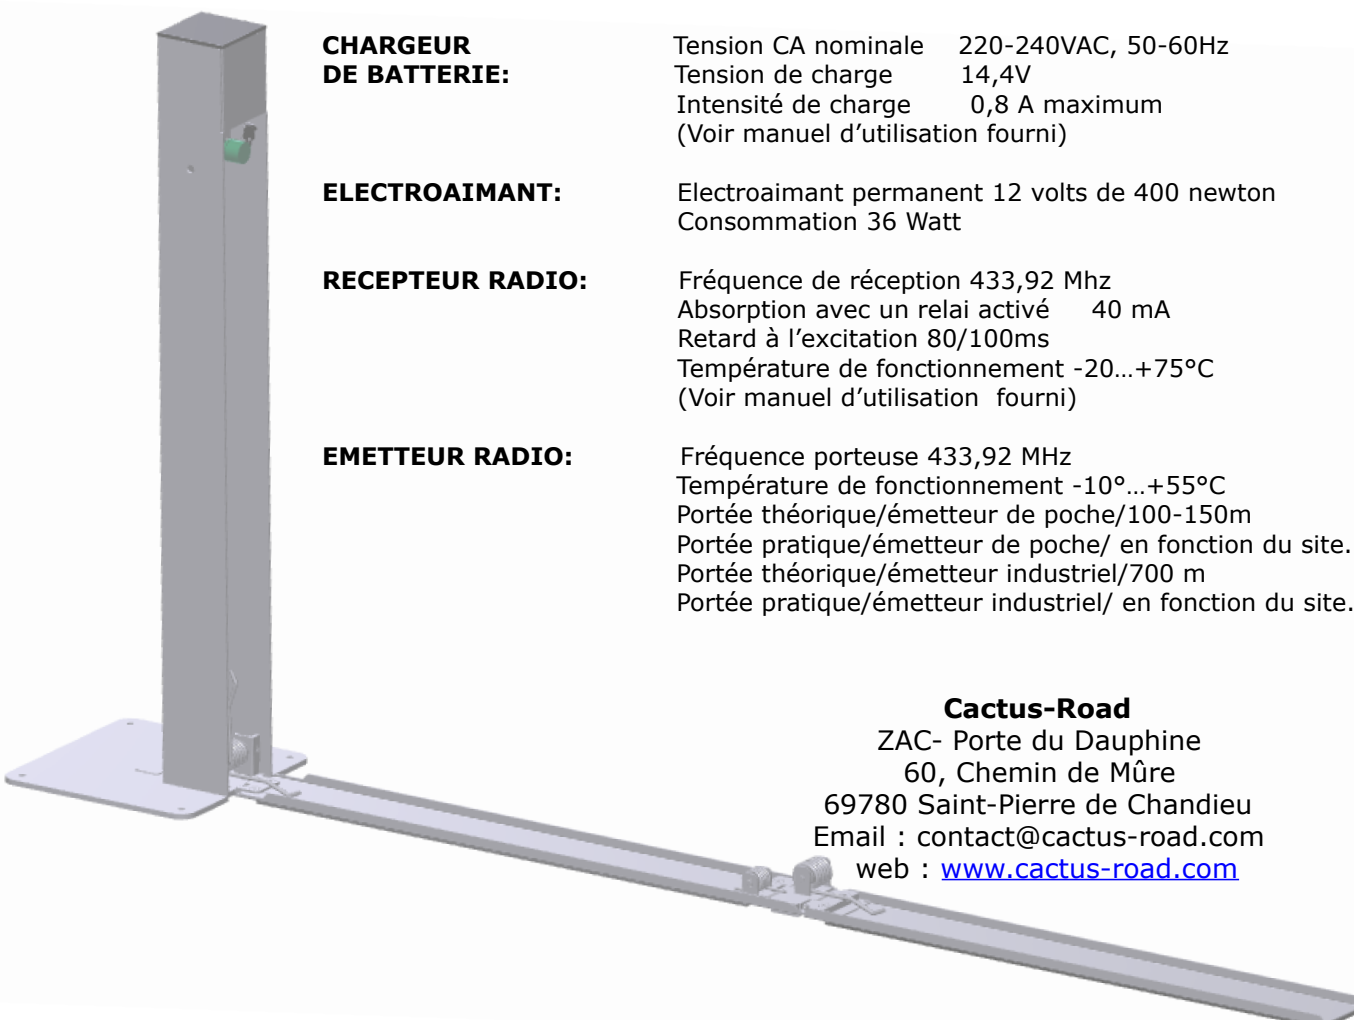 CHARGEUR Tension CA nominale 220-240VAC, 50-60Hz
DE BATTERIE: Tension de charge 14,4V
Intensité de charge 0,8 A maximum
(Voir manuel d’utilisation fourni)
ELECTROAIMANT: Electroaimant permanent 12 volts de 400 newton
Consommation 36 Watt
RECEPTEUR RADIO: Fréquence de réception 433,92 Mhz
Absorption avec un relai activé 40 mA
Retard à l’excitation 80/100ms
Température de fonctionnement -20…+75°C
(Voir manuel d’utilisation fourni)
EMETTEUR RADIO: Fréquence porteuse 433,92 MHz
Température de fonctionnement -10°…+55°C
Portée théorique/émetteur de poche/100-150m
Portée pratique/émetteur de poche/ en fonction du site.
Portée théorique/émetteur industriel/700 m
Portée pratique/émetteur industriel/ en fonction du site.
Cactus-Road
ZAC- Porte du Dauphine
60, Chemin de Mûre
69780 Saint-Pierre de Chandieu
Email : contact@cactus-road.com
web : www.cactus-road.com